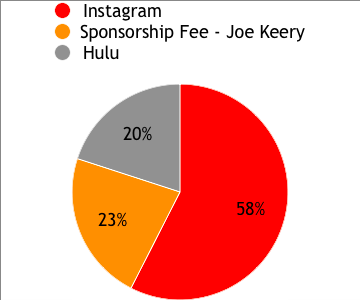 Instagram
Sponsorship Fee - Joe Keery
Hulu
20%
58%
23%